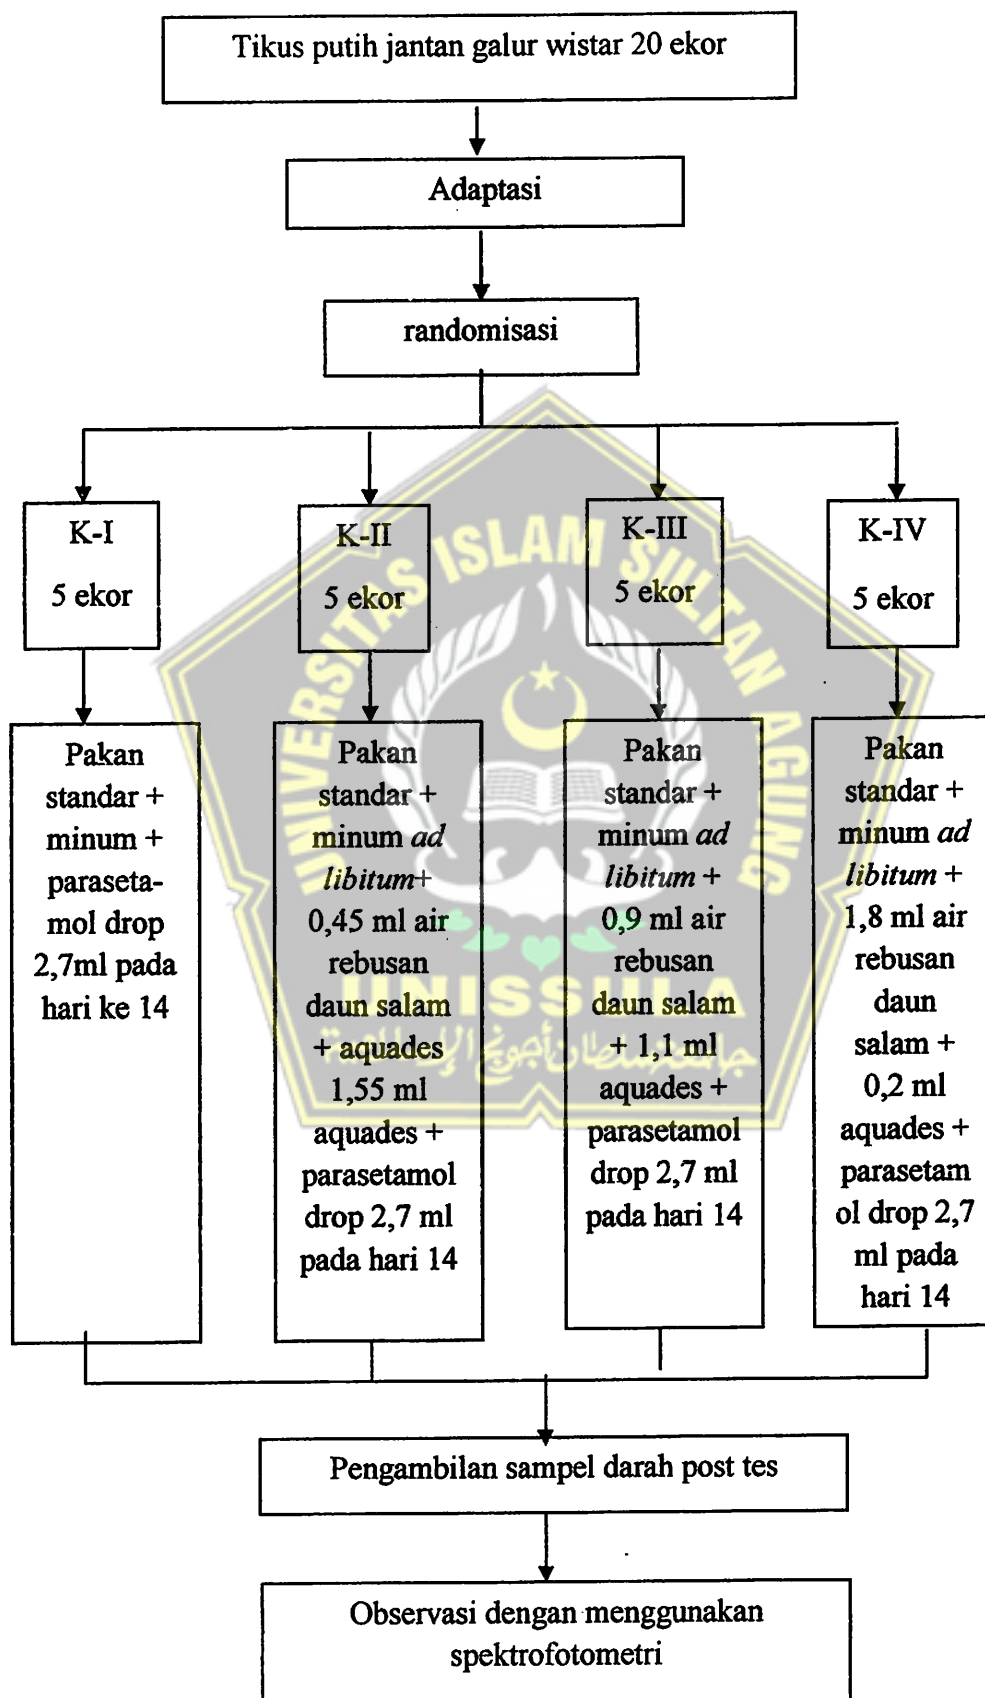 Tikus putih jantan galur wistar 20 ekor
Adaptasi
randomisasi
K-I
5 ekor
K-II
5 ekor
K-III
5 ekor
K-IV
5 ekor
Pakan
standar +
minum +
paraseta-
mol drop
2,7ml pada
hari ke 14
Pakan
standar +
minum ad
libitum+
0,45 ml air
rebusan
daun salam
+ aquades
1,55 ml
aquades +
parasetamol
drop 2,7 ml
pada hari 14
Pakan
standar +
minum ad
libitum +
0,9 ml air
rebusan
daun salam
+ 1,1 ml
aquades +
parasetamol
drop 2,7 ml
pada hari 14
Pakan
standar +
minum ad
libitum +
1,8 ml air
rebusan
daun
salam +
0,2 ml
aquades +
parasetam
ol drop 2,7
ml pada
hari 14
Pengambilan sampel darah post tes
Observasi dengan menggunakan
spektrofotometri
UNIVERSITAS ISLAM SULTAN AGUNG
UNISSULA